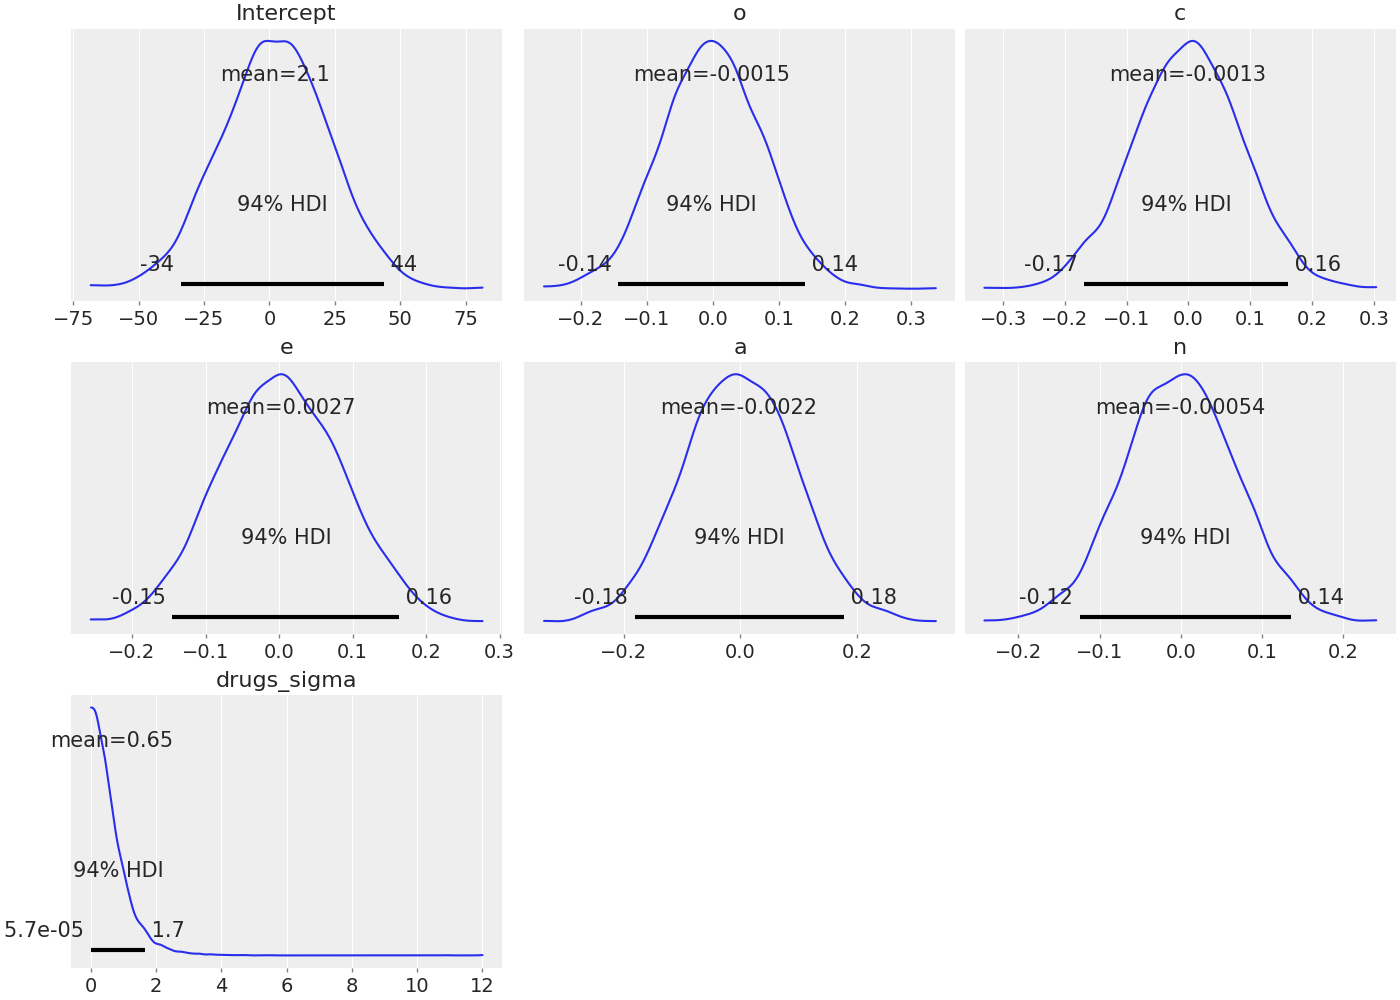 Intercept
mean=2.1
94% HDI
-34 44
−75 −50 −25 0 25 50 75
o
mean=-0.0015
94% HDI
-0.14 0.14
−0.2 −0.1 0.0 0.1 0.2 0.3
c
mean=-0.0013
94% HDI
-0.17 0.16
−0.3 −0.2 −0.1 0.0 0.1 0.2 0.3
e
mean=0.0027
94% HDI
-0.15 0.16
−0.2 −0.1 0.0 0.1 0.2 0.3
a
mean=-0.0022
94% HDI
-0.18 0.18
−0.2 0.0 0.2
n
mean=-0.00054
94% HDI
-0.12 0.14
−0.2 −0.1 0.0 0.1 0.2
drugs_sigma
mean=0.65
94% HDI
5.7e-05 1.7
0 2 4 6 8 10 12